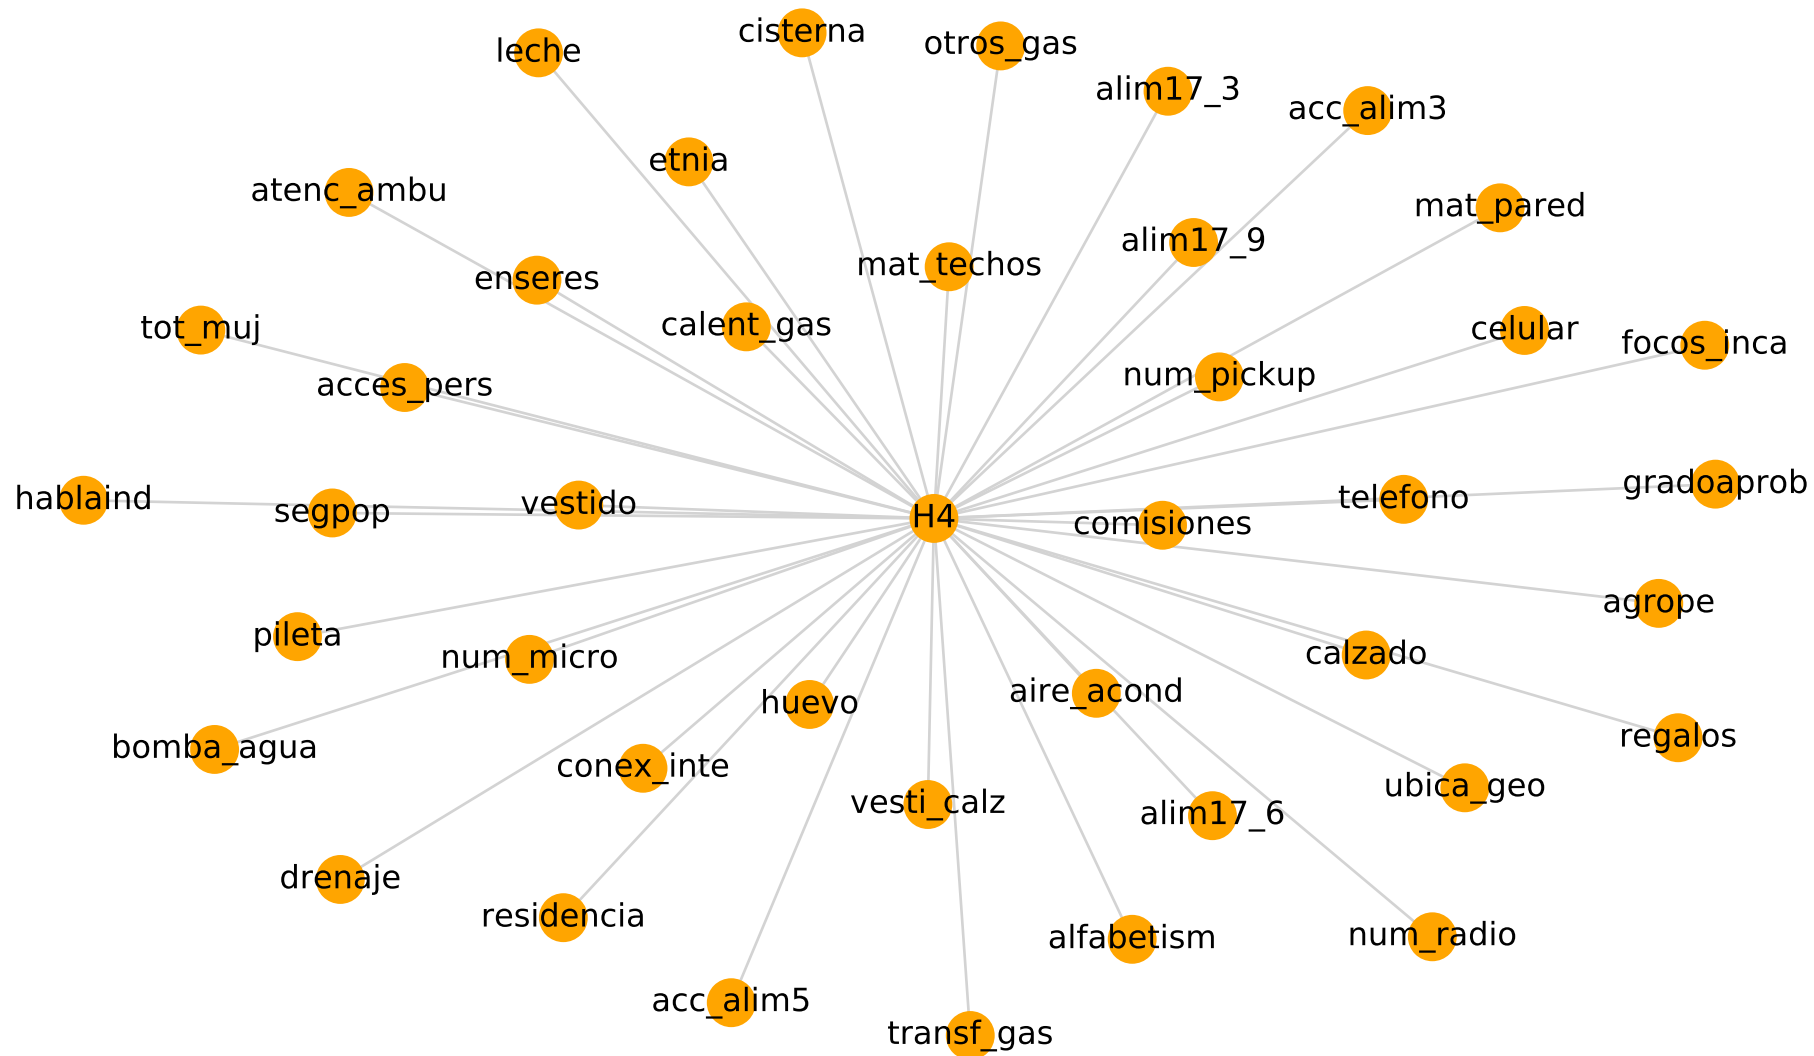 cisterna
leche
otros_gas
alim17_3
acc_alim3
etnia
atenc_ambu
mat_pared
alim17_9
mat_techos
enseres
calent_gas
tot_muj
celular
focos_inca
num_pickup
acces_pers
hablaind
segpop
vestido
H4
comisiones
telefono
gradoaprob
agrope
pileta
num_micro
calzado
huevo
aire_acond
regalos
bomba_agua
conex_inte
vesti_calz
alim17_6
ubica_geo
drenaje
residencia
alfabetism
num_radio
acc_alim5
transf_gas